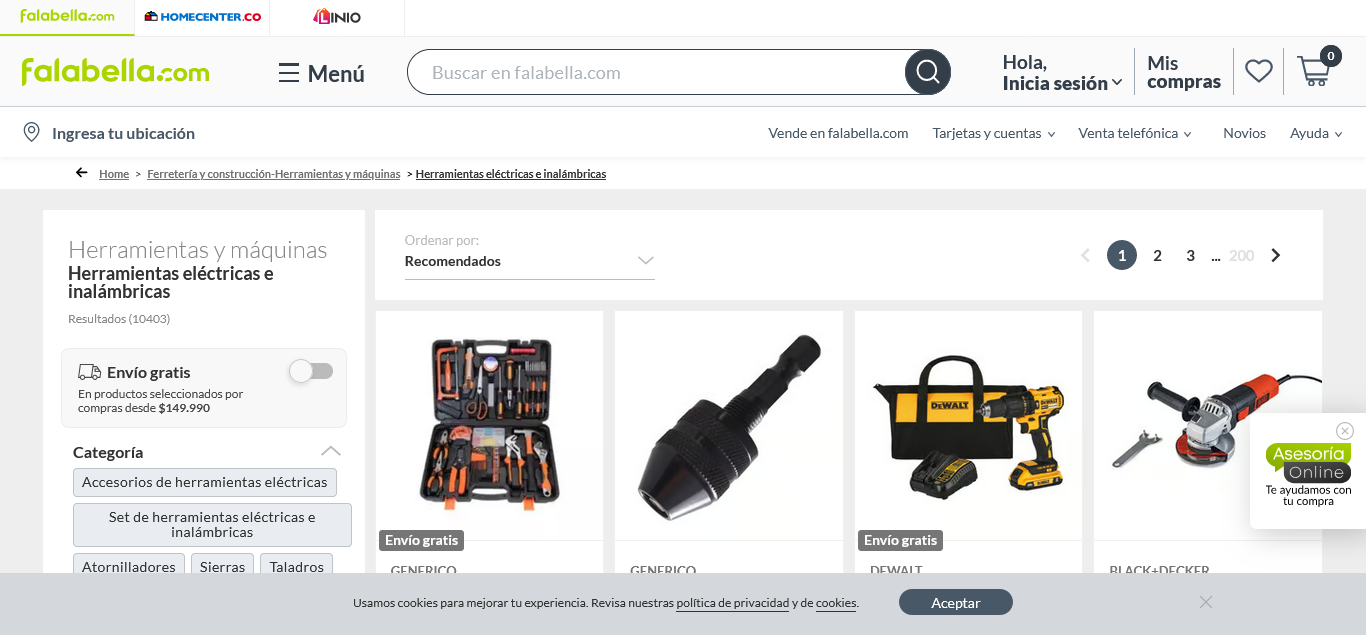 falabella.com
HOMECENTER.CO
LINIO
falabella.com
Menú
Buscar en falabella.com
Hola,
Inicia sesión
Mis
compras
0
Ingresa tu ubicación
Vende en falabella.com
Tarjetas y cuentas
Venta telefónica
Novios
Ayuda
Home > Ferretería y construcción-Herramientas y máquinas > Herramientas eléctricas e inalámbricas
Herramientas y máquinas
Herramientas eléctricas e
inalámbricas
Resultados (10403)
Envío gratis
En productos seleccionados por
compras desde $149.990
Categoría
Accesorios de herramientas eléctricas
Set de herramientas eléctricas e
inalámbricas
Atornilladores
Sierras
Taladros
Ordenar por:
Recomendados
1 2 3 ... 200
DEWALT
Envío gratis
Envío gratis
GENERICO
GENERICO
DEWALT
BLACK+DECKER
Asesoría
Online
Te ayudamos con
tu compra
Usamos cookies para mejorar tu experiencia. Revisa nuestras política de privacidad y de cookies.
Aceptar